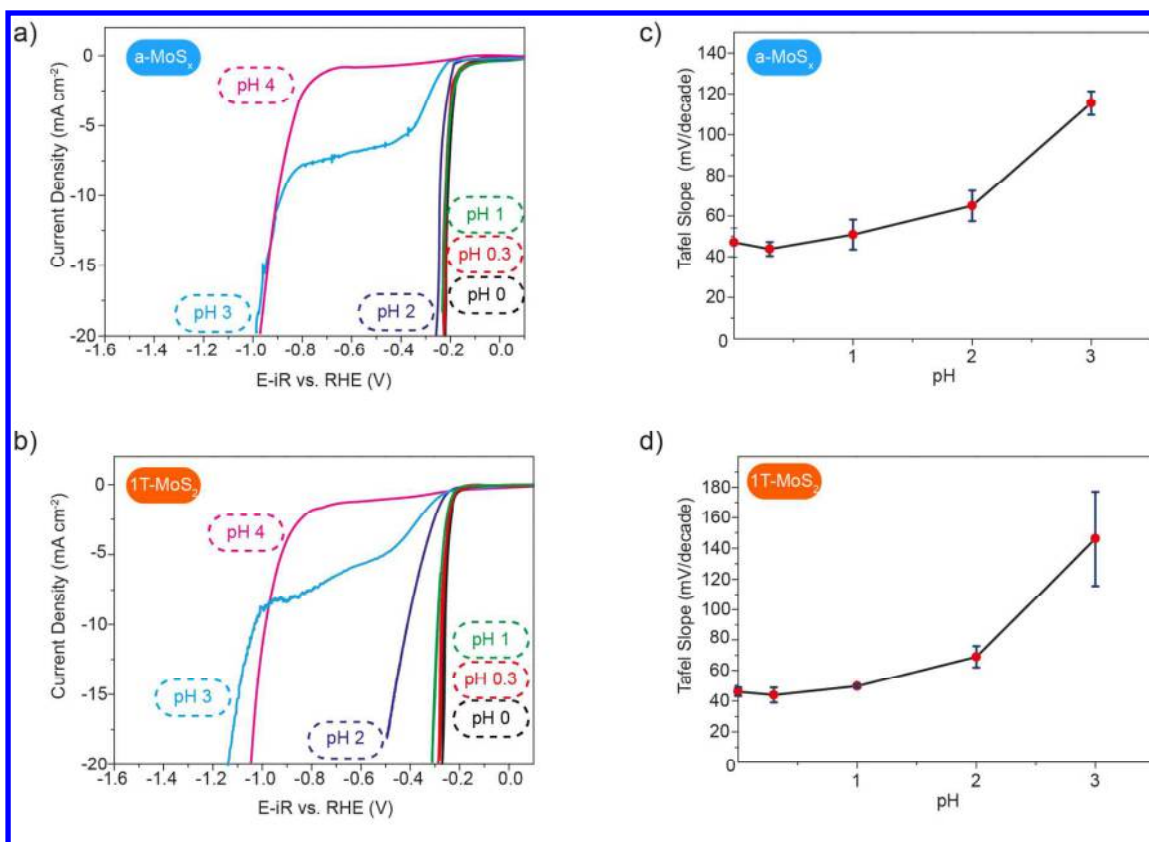 a)
a-MoSₓ
pH 4
pH 1
pH 0.3
pH 0
pH 2
pH 3
Current Density (mA cm⁻²)
0
-5
-10
-15
-20
-1.6 -1.4 -1.2 -1.0 -0.8 -0.6 -0.4 -0.2 0.0
E-iR vs. RHE (V)
b)
1T-MoS₂
pH 4
pH 1
pH 0.3
pH 0
pH 3
pH 2
Current Density (mA cm⁻²)
0
-5
-10
-15
-20
-1.6 -1.4 -1.2 -1.0 -0.8 -0.6 -0.4 -0.2 0.0
E-iR vs. RHE (V)
c)
a-MoSₓ
Tafel Slope (mV/decade)
140
120
100
80
60
40
20
0
1 2 3
pH
d)
1T-MoS₂
Tafel Slope (mV/decade)
180
160
140
120
100
80
60
40
20
0
1 2 3
pH